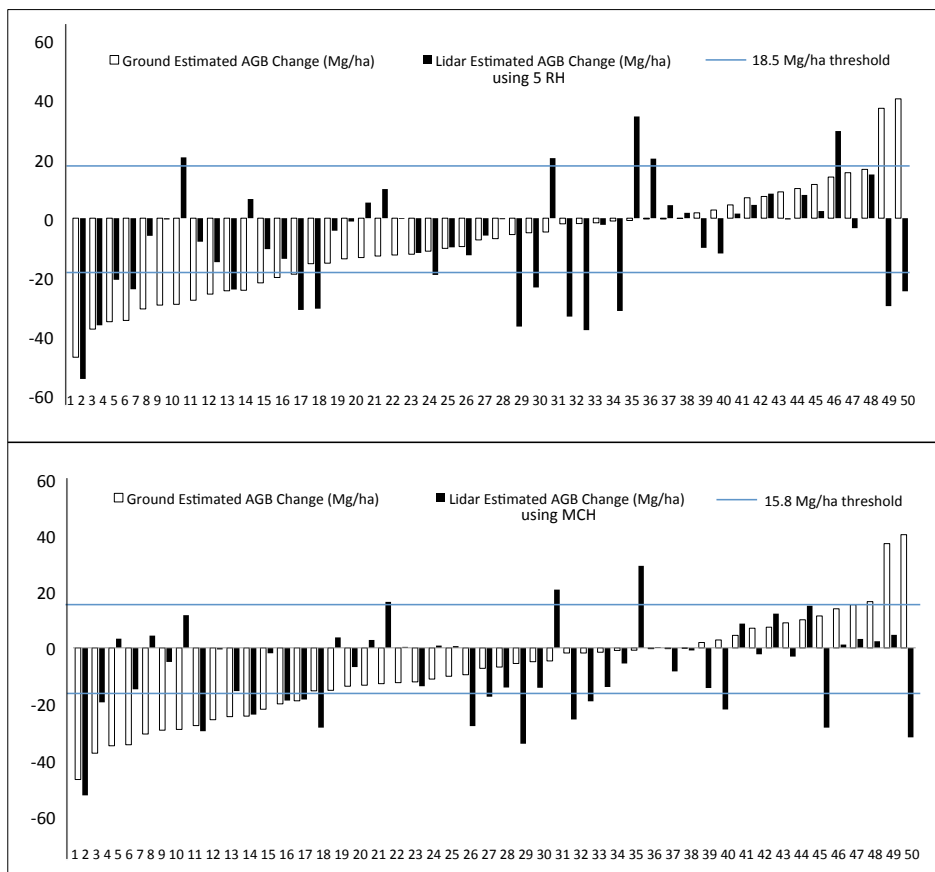 60
Ground Estimated AGB Change (Mg/ha) Lidar Estimated AGB Change (Mg/ha) 18.5 Mg/ha threshold
using 5 RH
40
20
0
-20
-40
-60
1 2 3 4 5 6 7 8 9 10 11 12 13 14 15 16 17 18 19 20 21 22 23 24 25 26 27 28 29 30 31 32 33 34 35 36 37 38 39 40 41 42 43 44 45 46 47 48 49 50
60
Ground Estimated AGB Change (Mg/ha) Lidar Estimated AGB Change (Mg/ha) 15.8 Mg/ha threshold
using MCH
40
20
0
-20
-40
-60
1 2 3 4 5 6 7 8 9 10 11 12 13 14 15 16 17 18 19 20 21 22 23 24 25 26 27 28 29 30 31 32 33 34 35 36 37 38 39 40 41 42 43 44 45 46 47 48 49 50